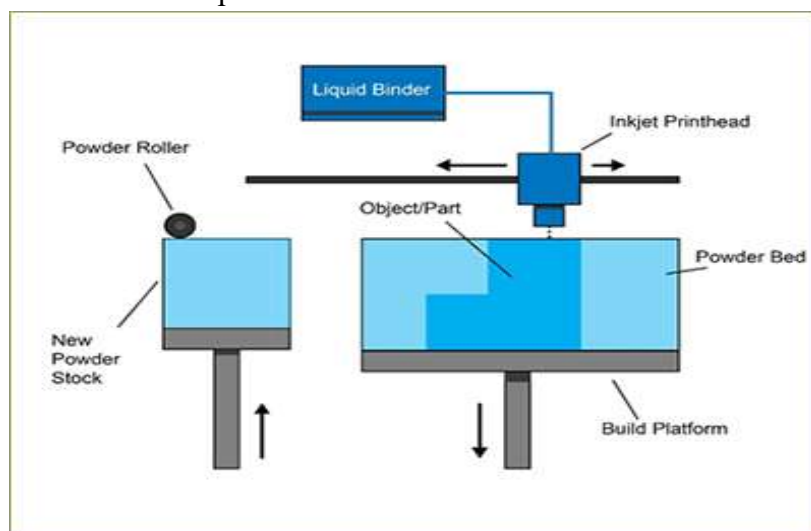 Liquid Binder
Inkjet Printhead
Powder Roller
Object/Part
Powder Bed
New
Powder
Stock
Build Platform